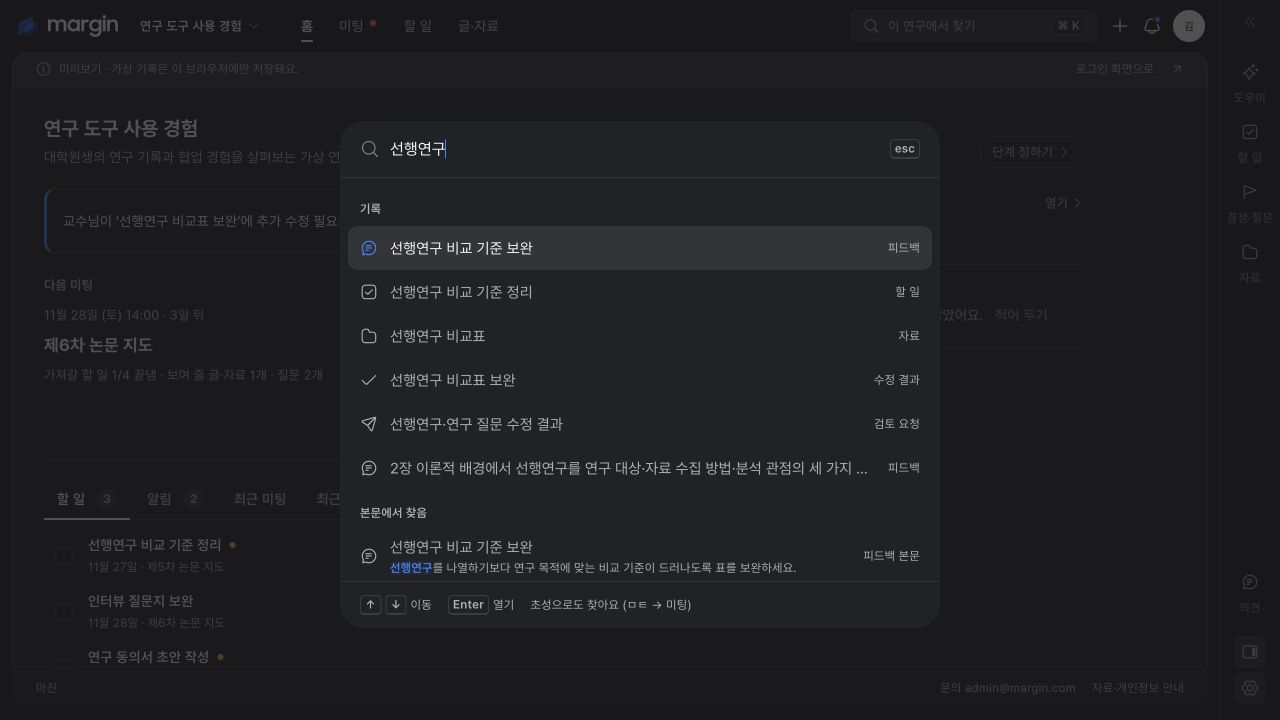 margin
연구 도구 사용 경험
홈
미팅
할 일
글·자료
이 연구에서 찾기
⌘ K
김
미리보기 · 가상 기록은 이 브라우저에만 저장돼요.
로그인 화면으로
연구 도구 사용 경험
대학원생의 연구 기록과 협업 경험을 살펴보는 가상
단계 정하기
교수님이 ‘선행연구 비교표 보완’에 추가 수정
열기
다음 미팅
11월 28일 (토) 14:00 · 3일 뒤
제6차 논문 지도
가져갈 할 일 1/4 끝냄 · 보여 줄 글·자료 1개 · 질문 2개
적어 두기
할 일 3
알림 2
최근 미팅
최근
선행연구 비교 기준 정리
11월 27일 · 제5차 논문 지도
인터뷰 질문지 보완
11월 28일 · 제6차 논문 지도
연구 동의서 초안 작성
선행연구
esc
기록
선행연구 비교 기준 보완
피드백
선행연구 비교 기준 정리
할 일
선행연구 비교표
자료
선행연구 비교표 보완
수정 결과
선행연구·연구 질문 수정 결과
검토 요청
2장 이론적 배경에서 선행연구를 연구 대상·자료 수집 방법·분석 관점의 세 가지 ...
피드백
본문에서 찾음
선행연구 비교 기준 보완
선행연구를 나열하기보다 연구 목적에 맞는 비교 기준이 드러나도록 표를 보완하세요.
피드백 본문
↑ ↓ 이동
Enter 열기
초성으로도 찾아요 (ㅁㅌ → 미팅)
도우미
할 일
결정·질문
자료
의견
마진
문의 admin@margin.com
자료·개인정보 안내